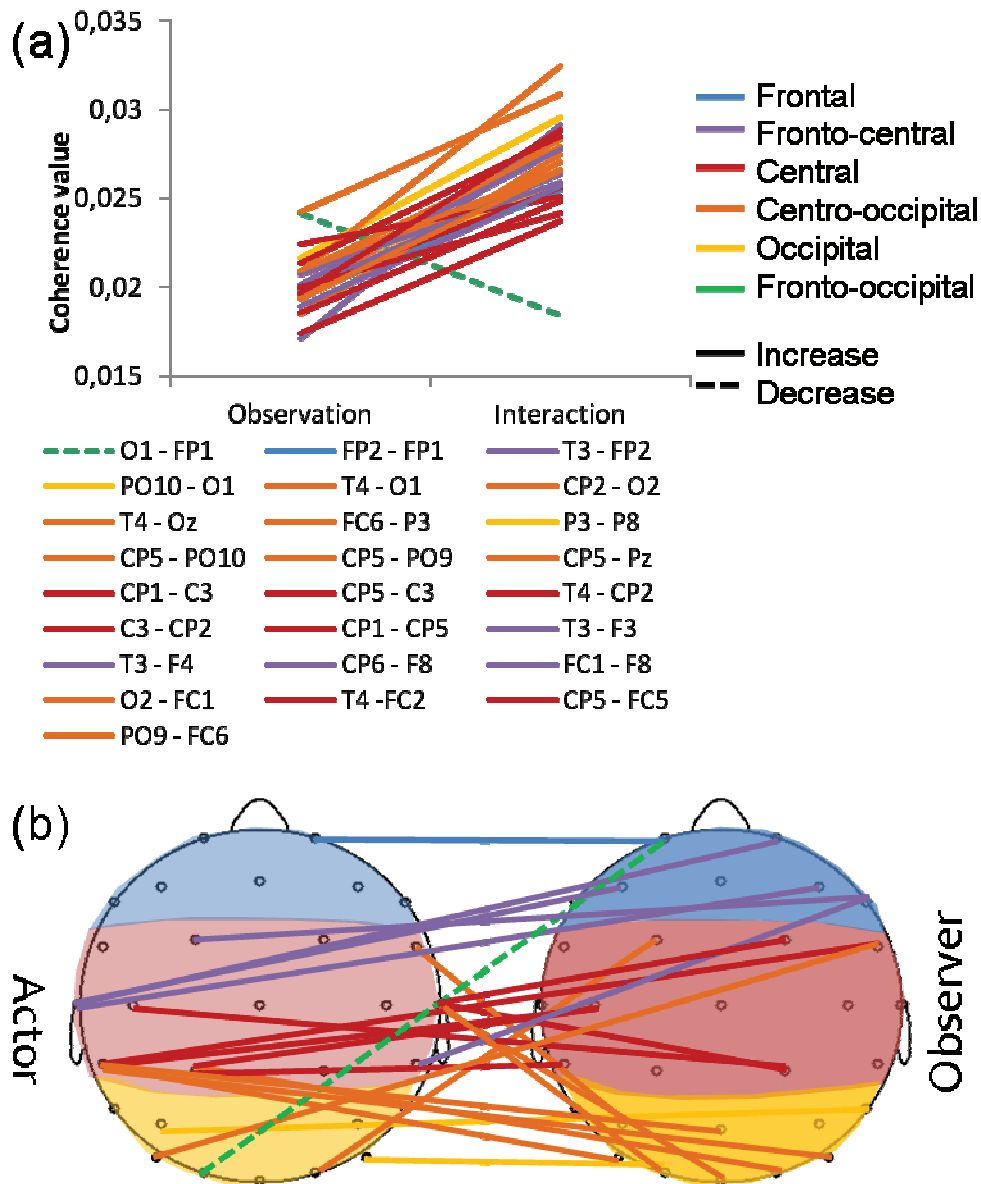 (a)
0,035
0,03
0,025
0,02
0,015
Coherence value
Observation Interaction
Frontal
Fronto-central
Central
Centro-occipital
Occipital
Fronto-occipital
Increase
Decrease
O1 - FP1 FP2 - FP1 T3 - FP2
PO10 - O1 T4 - O1 CP2 - O2
T4 - Oz FC6 - P3 P3 - P8
CP5 - PO10 CP5 - PO9 CP5 - Pz
CP1 - C3 CP5 - C3 T4 - CP2
C3 - CP2 CP1 - CP5 T3 - F3
T3 - F4 CP6 - F8 FC1 - F8
O2 - FC1 T4 -FC2 CP5 - FC5
PO9 - FC6
(b)
Actor
Observer